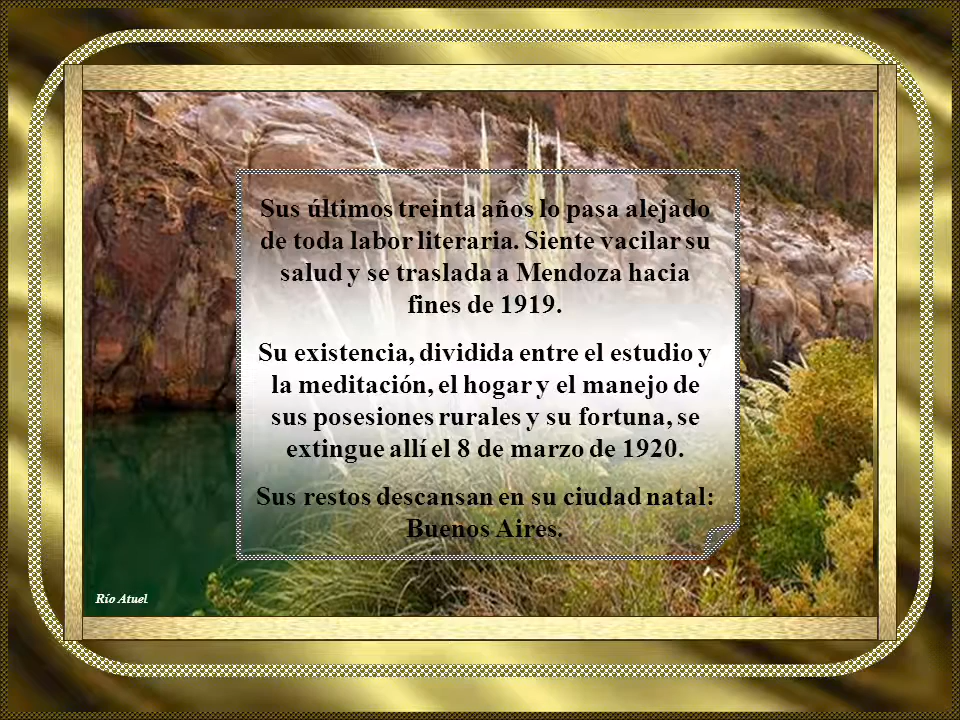 Sus últimos treinta años lo pasa alejado
de toda labor literaria. Siente vacilar su
salud y se traslada a Mendoza hacia
fines de 1919.
Su existencia, dividida entre el estudio y
la meditación, el hogar y el manejo de
sus posesiones rurales y su fortuna, se
extingue allí el 8 de marzo de 1920.
Sus restos descansan en su ciudad natal:
Buenos Aires.
Río Atuel